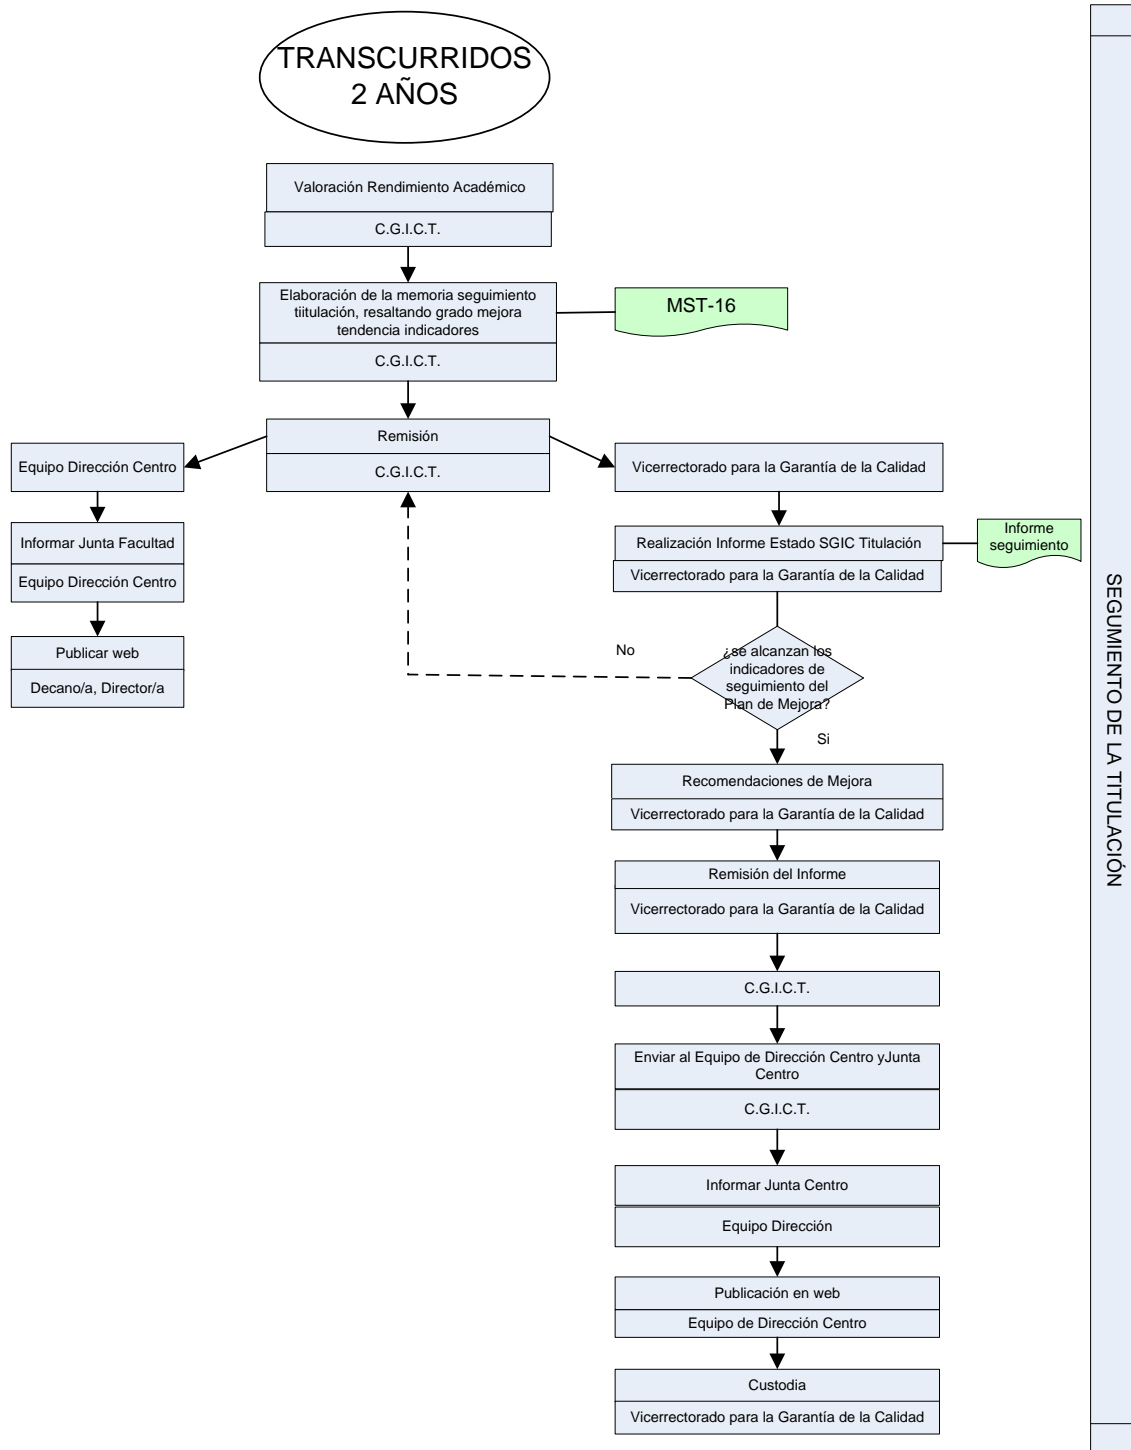 TRANSCURRIDOS
2 AÑOS
Valoración Rendimiento Académico
C.G.I.C.T.
Elaboración de la memoria seguimiento
tiitulación, resaltando grado mejora
tendencia indicadores
C.G.I.C.T.
MST-16
Remisión
C.G.I.C.T.
Equipo Dirección Centro
Informar Junta Facultad
Equipo Dirección Centro
Publicar web
Decano/a, Director/a
Vicerrectorado para la Garantía de la Calidad
Realización Informe Estado SGIC Titulación
Vicerrectorado para la Garantía de la Calidad
Informe
seguimiento
¿se alcanzan los
indicadores de
seguimiento del
Plan de Mejora?
No
Si
Recomendaciones de Mejora
Vicerrectorado para la Garantía de la Calidad
Remisión del Informe
Vicerrectorado para la Garantía de la Calidad
C.G.I.C.T.
Enviar al Equipo de Dirección Centro yJunta
Centro
C.G.I.C.T.
Informar Junta Centro
Equipo Dirección
Publicación en web
Equipo de Dirección Centro
Custodia
Vicerrectorado para la Garantía de la Calidad
SEGUMIENTO DE LA TITULACIÓN